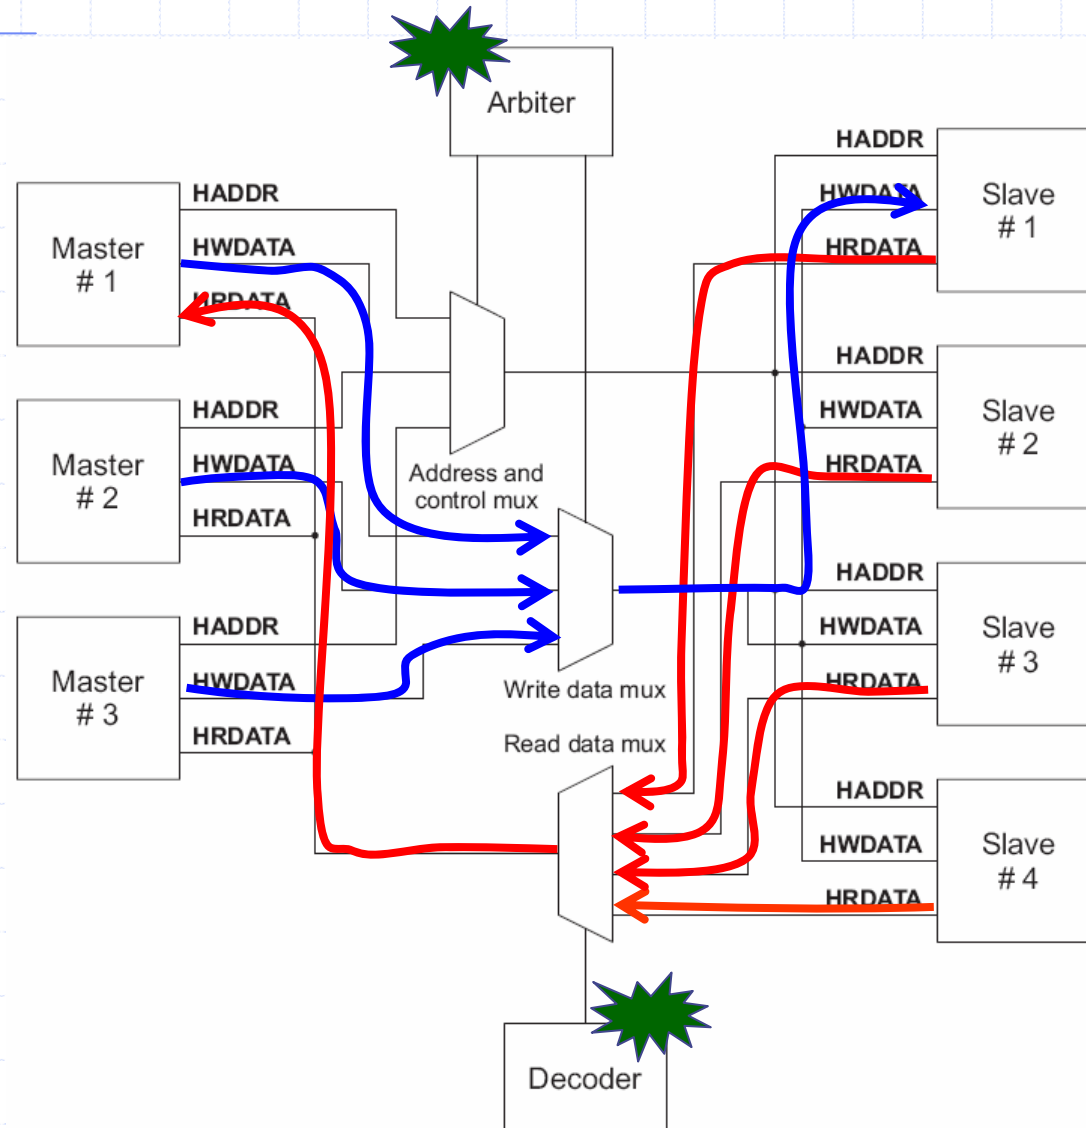 Arbiter
Master
# 1
HADDR
HWDATA
HRDATA
Master
# 2
HADDR
HWDATA
HRDATA
Master
# 3
HADDR
HWDATA
HRDATA
Address and
control mux
Write data mux
Read data mux
HADDR
HWDATA
HRDATA
Slave
# 1
HADDR
HWDATA
HRDATA
Slave
# 2
HADDR
HWDATA
HRDATA
Slave
# 3
HADDR
HWDATA
HRDATA
Slave
# 4
Decoder